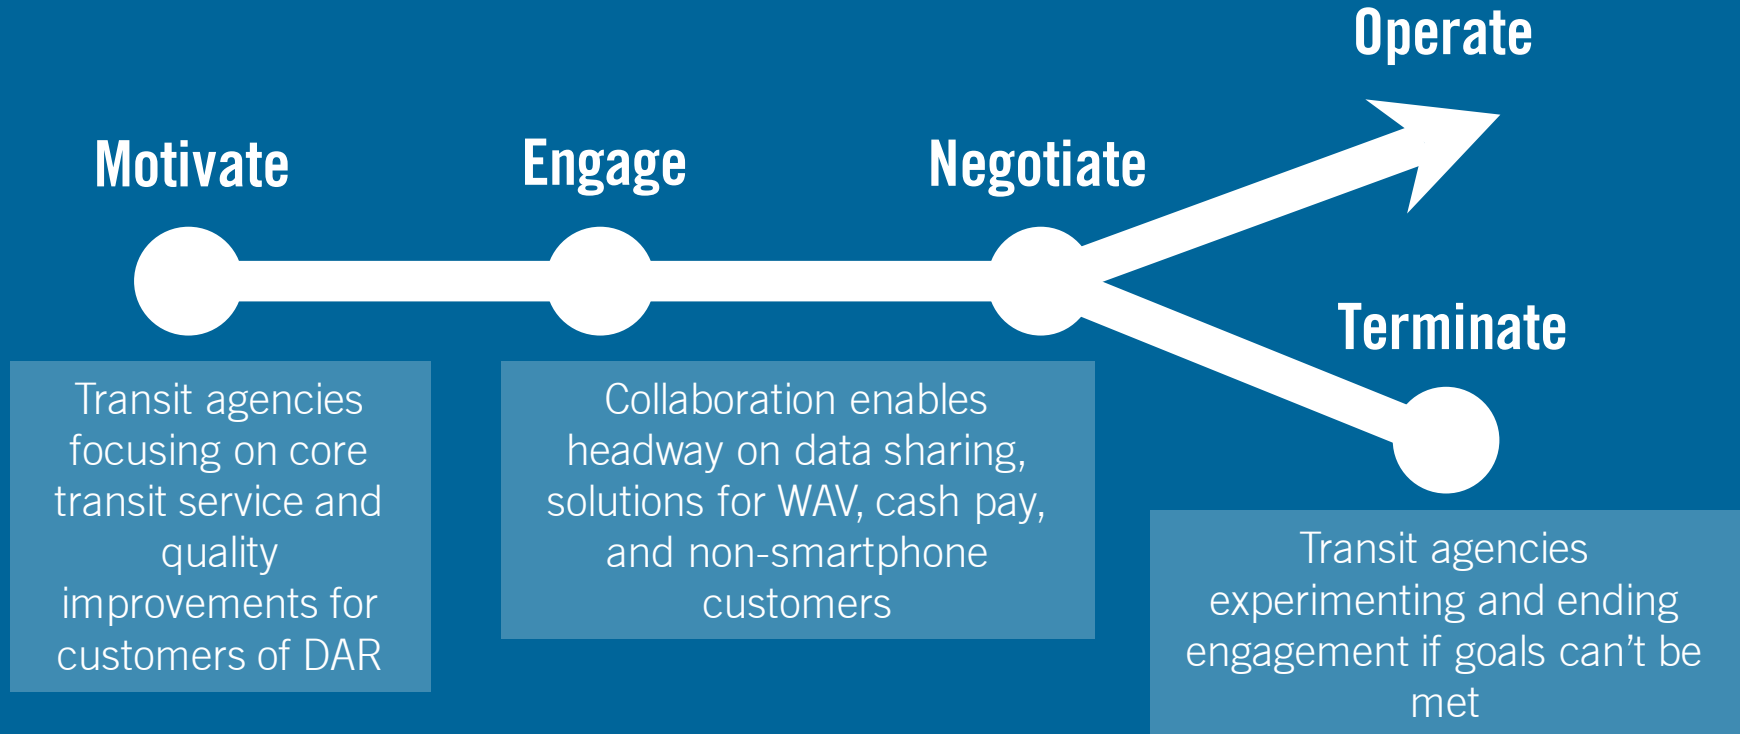 Operate
Motivate
Engage
Negotiate
Terminate
Transit agencies
focusing on core
transit service and
quality
improvements for
customers of DAR
Collaboration enables
headway on data sharing,
solutions for WAV, cash pay,
and non-smartphone
customers
Transit agencies
experimenting and ending
engagement if goals can’t be
met